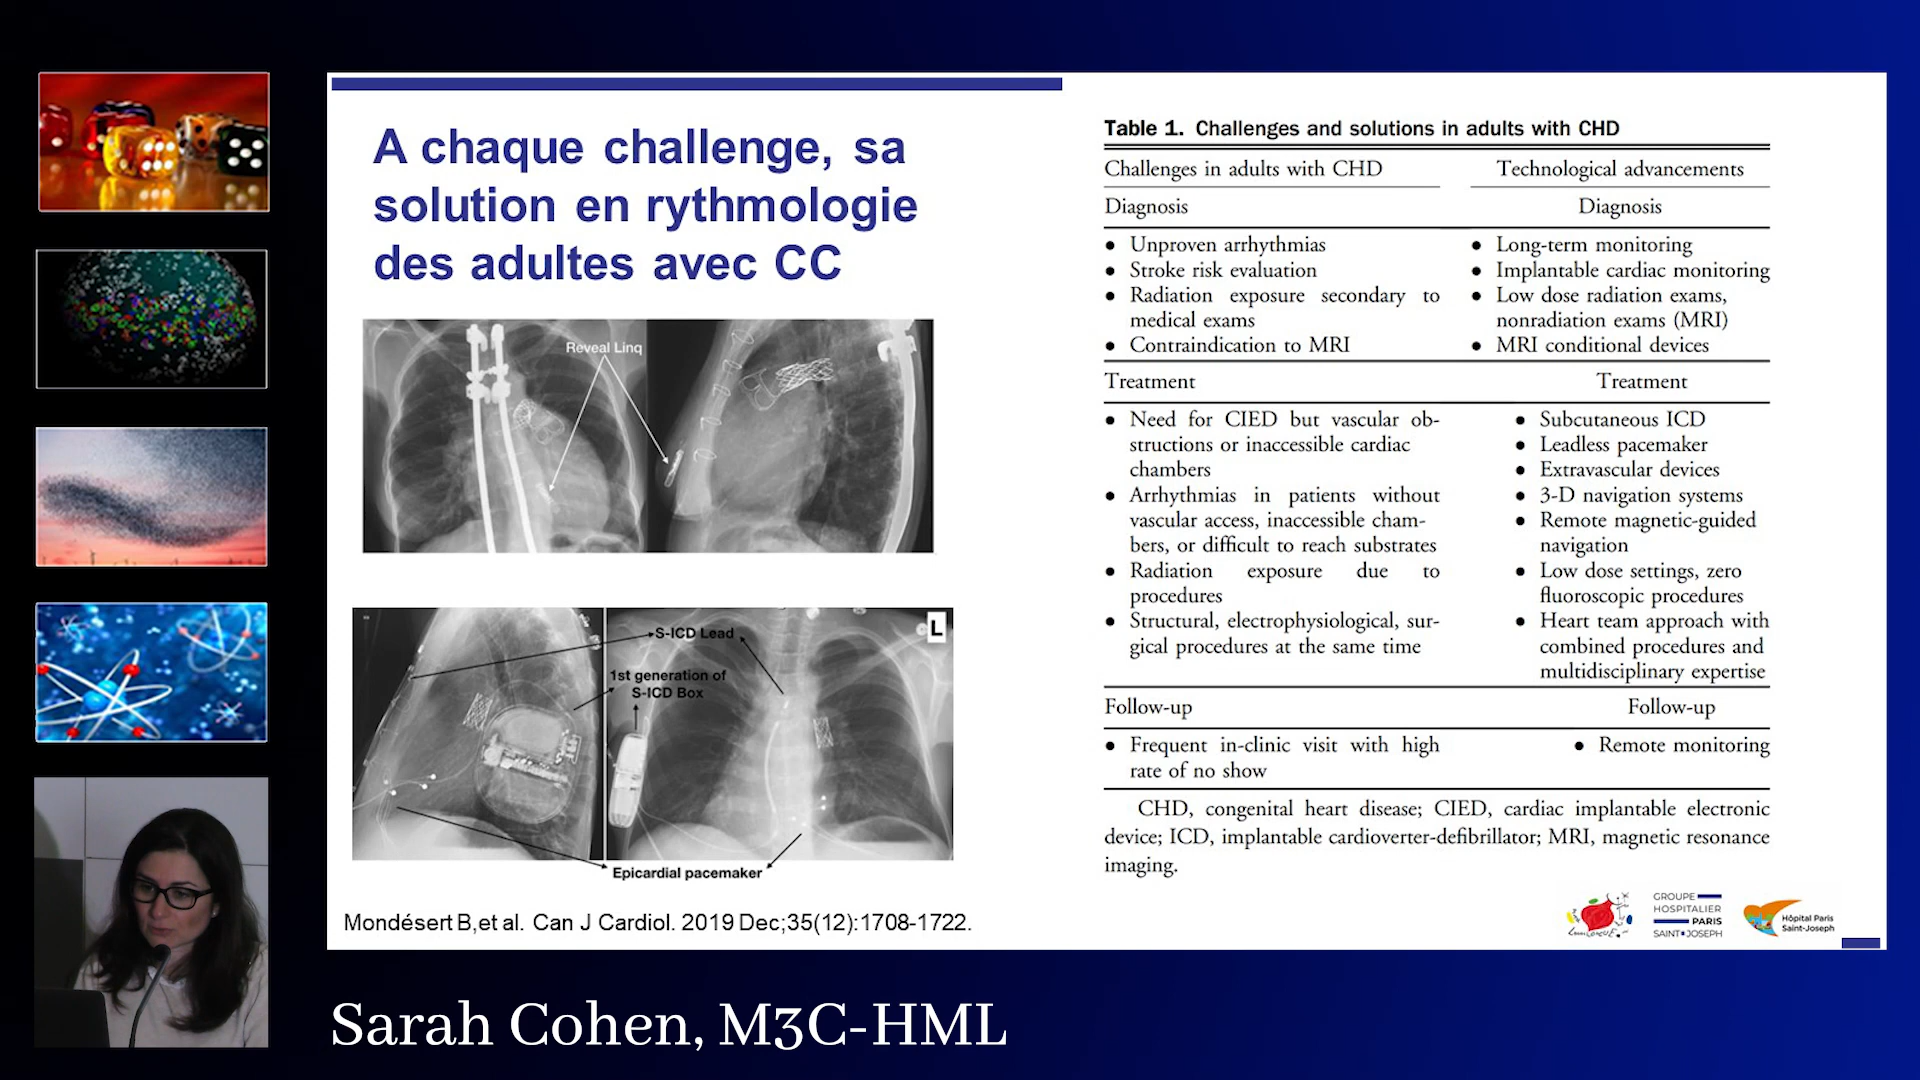 A chaque challenge, sa
solution en rythmologie
des adultes avec CC
Reveal Linq
S-ICD Lead
1st generation of
S-ICD Box
L
Epicardial pacemaker
Mondésert B,et al. Can J Cardiol. 2019 Dec;35(12):1708-1722.
Table 1. Challenges and solutions in adults with CHD
Challenges in adults with CHD
Technological advancements
Diagnosis
Diagnosis
• Unproven arrhythmias
• Stroke risk evaluation
• Radiation exposure secondary to
medical exams
• Contraindication to MRI
• Long-term monitoring
• Implantable cardiac monitoring
• Low dose radiation exams,
nonradiation exams (MRI)
• MRI conditional devices
Treatment
Treatment
• Need for CIED but vascular ob-
structions or inaccessible cardiac
chambers
• Arrhythmias in patients without
vascular access, inaccessible cham-
bers, or difficult to reach substrates
• Radiation exposure due to
procedures
• Structural, electrophysiological, sur-
gical procedures at the same time
• Subcutaneous ICD
• Leadless pacemaker
• Extravascular devices
• 3-D navigation systems
• Remote magnetic-guided
navigation
• Low dose settings, zero
fluoroscopic procedures
• Heart team approach with
combined procedures and
multidisciplinary expertise
Follow-up
Follow-up
• Frequent in-clinic visit with high
rate of no show
• Remote monitoring
CHD, congenital heart disease; CIED, cardiac implantable electronic
device; ICD, implantable cardioverter-defibrillator; MRI, magnetic resonance
imaging.
GROUPE
HOSPITALIER
PARIS
SAINT JOSEPH
Hôpital Paris
Saint-Joseph
Sarah Cohen, M3C-HML